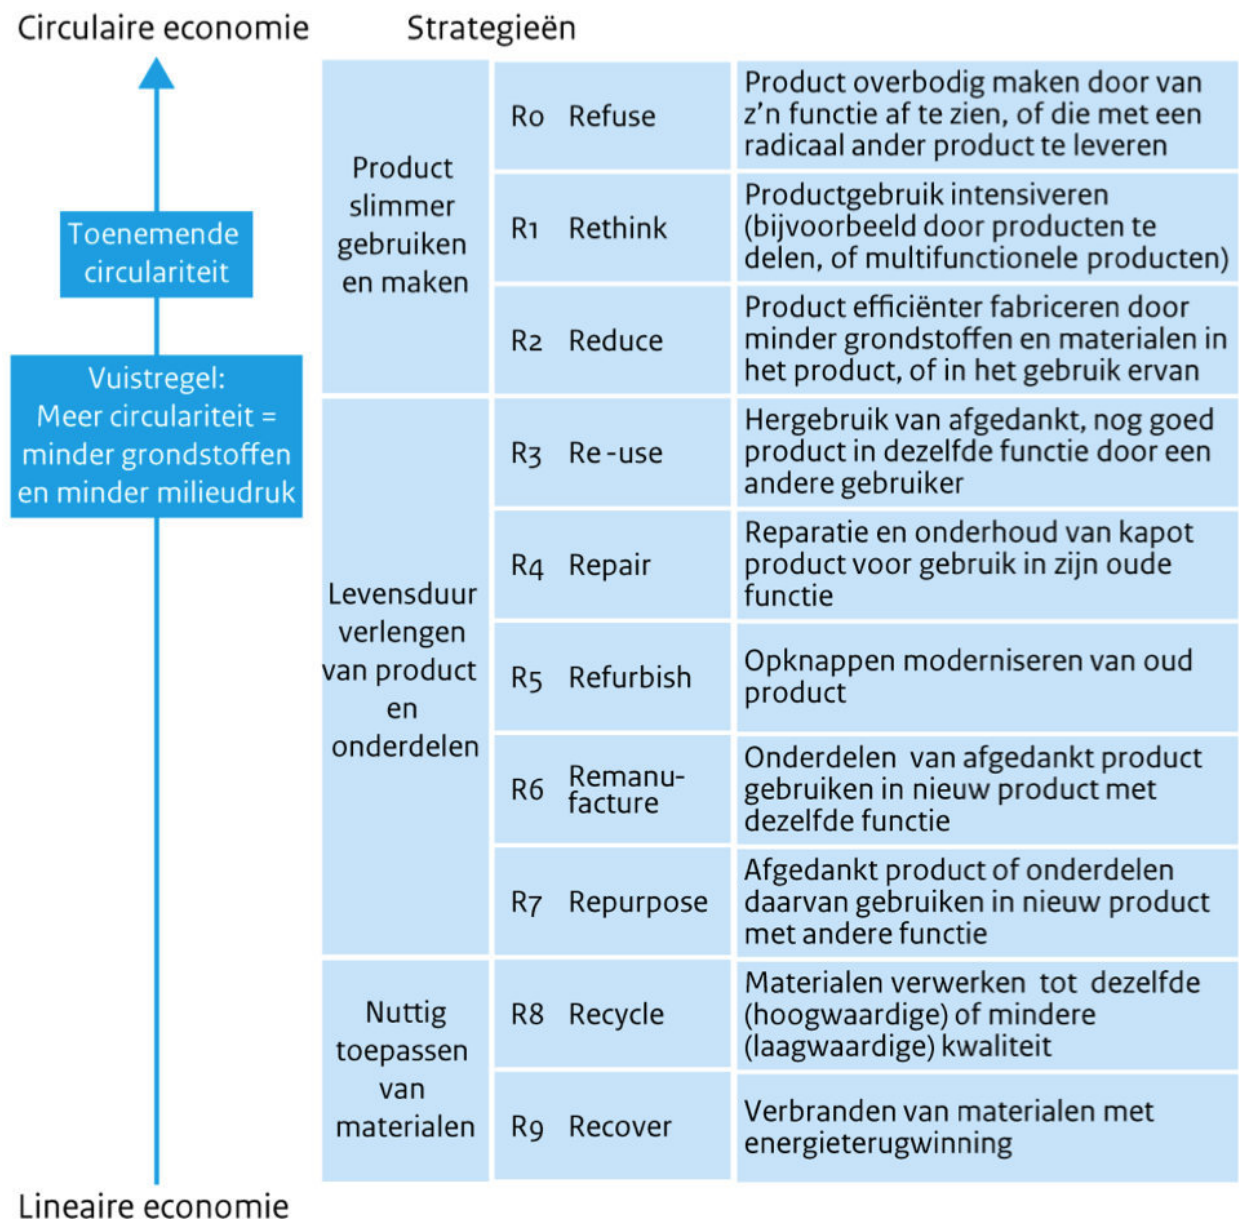 Circulaire economie
Strategieën
Toenemende
circulariteit
Vuistregel:
Meer circulariteit =
minder grondstoffen
en minder milieudruk
Lineaire economie
Product
slimmer
gebruiken
en maken
R0 Refuse
Product overbodig maken door van
z'n functie af te zien, of die met een
radicaal ander product te leveren
R1 Rethink
Productgebruik intensiveren
(bijvoorbeeld door producten te
delen, of multifunctionele producten)
R2 Reduce
Product efficiënter fabriceren door
minder grondstoffen en materialen in
het product, of in het gebruik ervan
Levensduur
verlengen
van product
en
onderdelen
R3 Re-use
Hergebruik van afgedankt, nog goed
product in dezelfde functie door een
andere gebruiker
R4 Repair
Reparatie en onderhoud van kapot
product voor gebruik in zijn oude
functie
R5 Refurbish
Opknappen moderniseren van oud
product
R6 Remanu-
facture
Onderdelen van afgedankt product
gebruiken in nieuw product met
dezelfde functie
R7 Repurpose
Afgedankt product of onderdelen
daarvan gebruiken in nieuw product
met andere functie
Nuttig
toepassen
van
materialen
R8 Recycle
Materialen verwerken tot dezelfde
(hoogwaardige) of mindere
(laagwaardige) kwaliteit
R9 Recover
Verbranden van materialen met
energieterugwinning